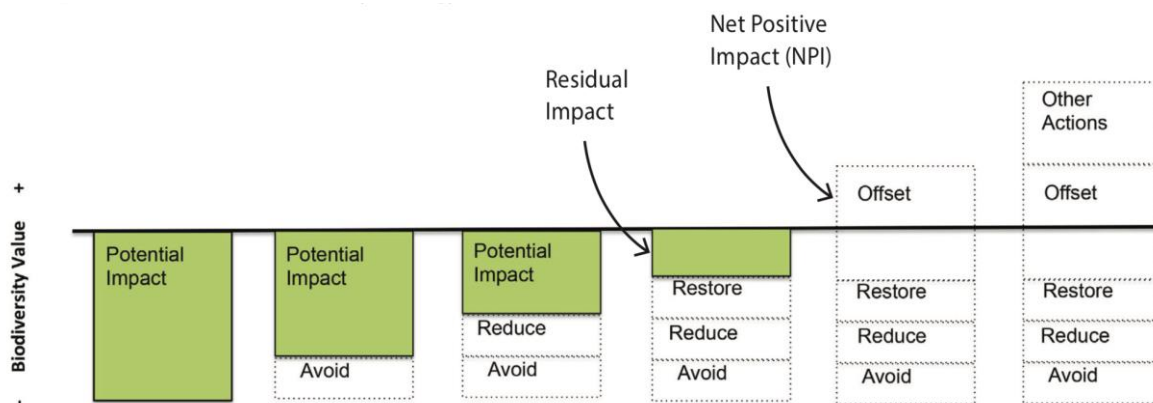 Net Positive
Impact (NPI)
Residual
Impact
Biodiversity Value
+
-
Potential
Impact
Potential
Impact
Avoid
Potential
Impact
Reduce
Avoid
Restore
Reduce
Avoid
Offset
Restore
Reduce
Avoid
Other
Actions
Offset
Restore
Reduce
Avoid